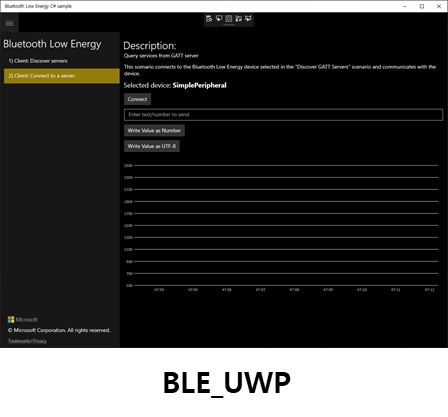 Bluetooth Low Energy C# sample
Bluetooth Low Energy
1) Client: Discover servers
2) Client: Connect to a server
Microsoft
© Microsoft Corporation. All rights reserved.
Trademarks | Privacy
Description:
Query services from GATT server
This scenario connects to the Bluetooth Low Energy device selected in the "Discover GATT Servers" scenario and communicates with the
device.
Selected device: SimplePeripheral
Connect
Enter text/number to send
Write Value as Number
Write Value as UTF-8
2500
2300
2100
1900
1700
1500
1300
1100
900
700
500
47:04 47:05 47:06 47:07 47:08 47:09 47:10 47:11 47:12
BLE_UWP